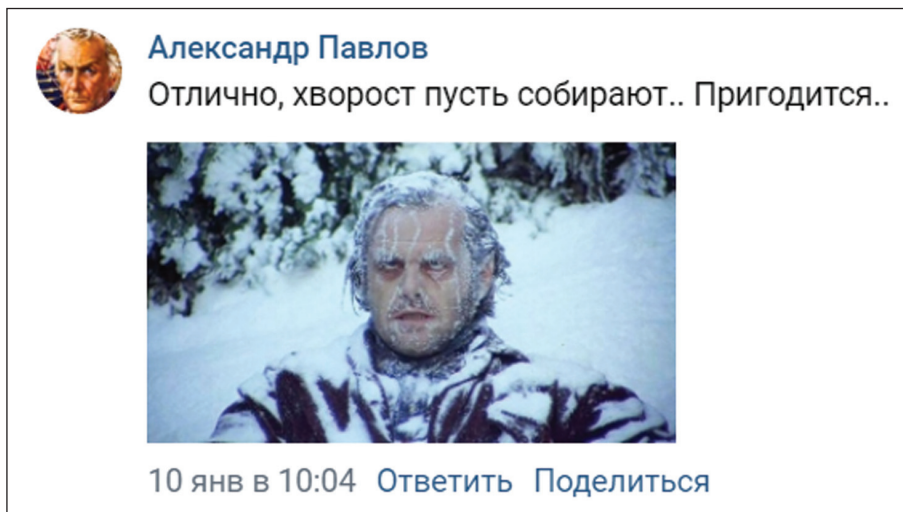 Александр Павлов
Отлично, хворост пусть собирают.. Пригодится..
10 янв в 10:04 Ответить Поделиться